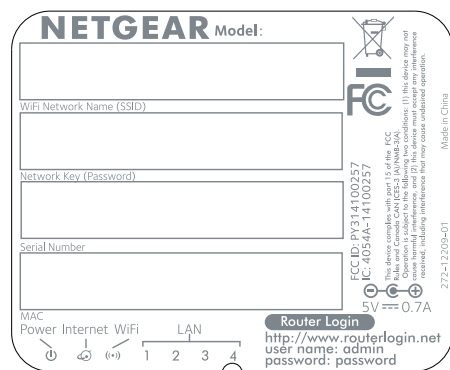 NETGEAR Model:
WiFi Network Name (SSID)
Network Key (Password)
Serial Number
MAC
Power Internet WiFi LAN
1 2 3 4
FC
FCC ID: PY314100257
IC: 4054A-14100257
This device complies with part 15 of the FCC
Rules and Canada CAN ICES-3 (A)/NMB-3(A).
Operation is subject to the following two conditions: (1) this device may not
cause harmful interference, and (2) this device must accept any interference
received, including interference that may cause undesired operation.
Made in China
272-12209-01
5V 0.7A
Router Login
http://www.routerlogin.net
user name: admin
password: password